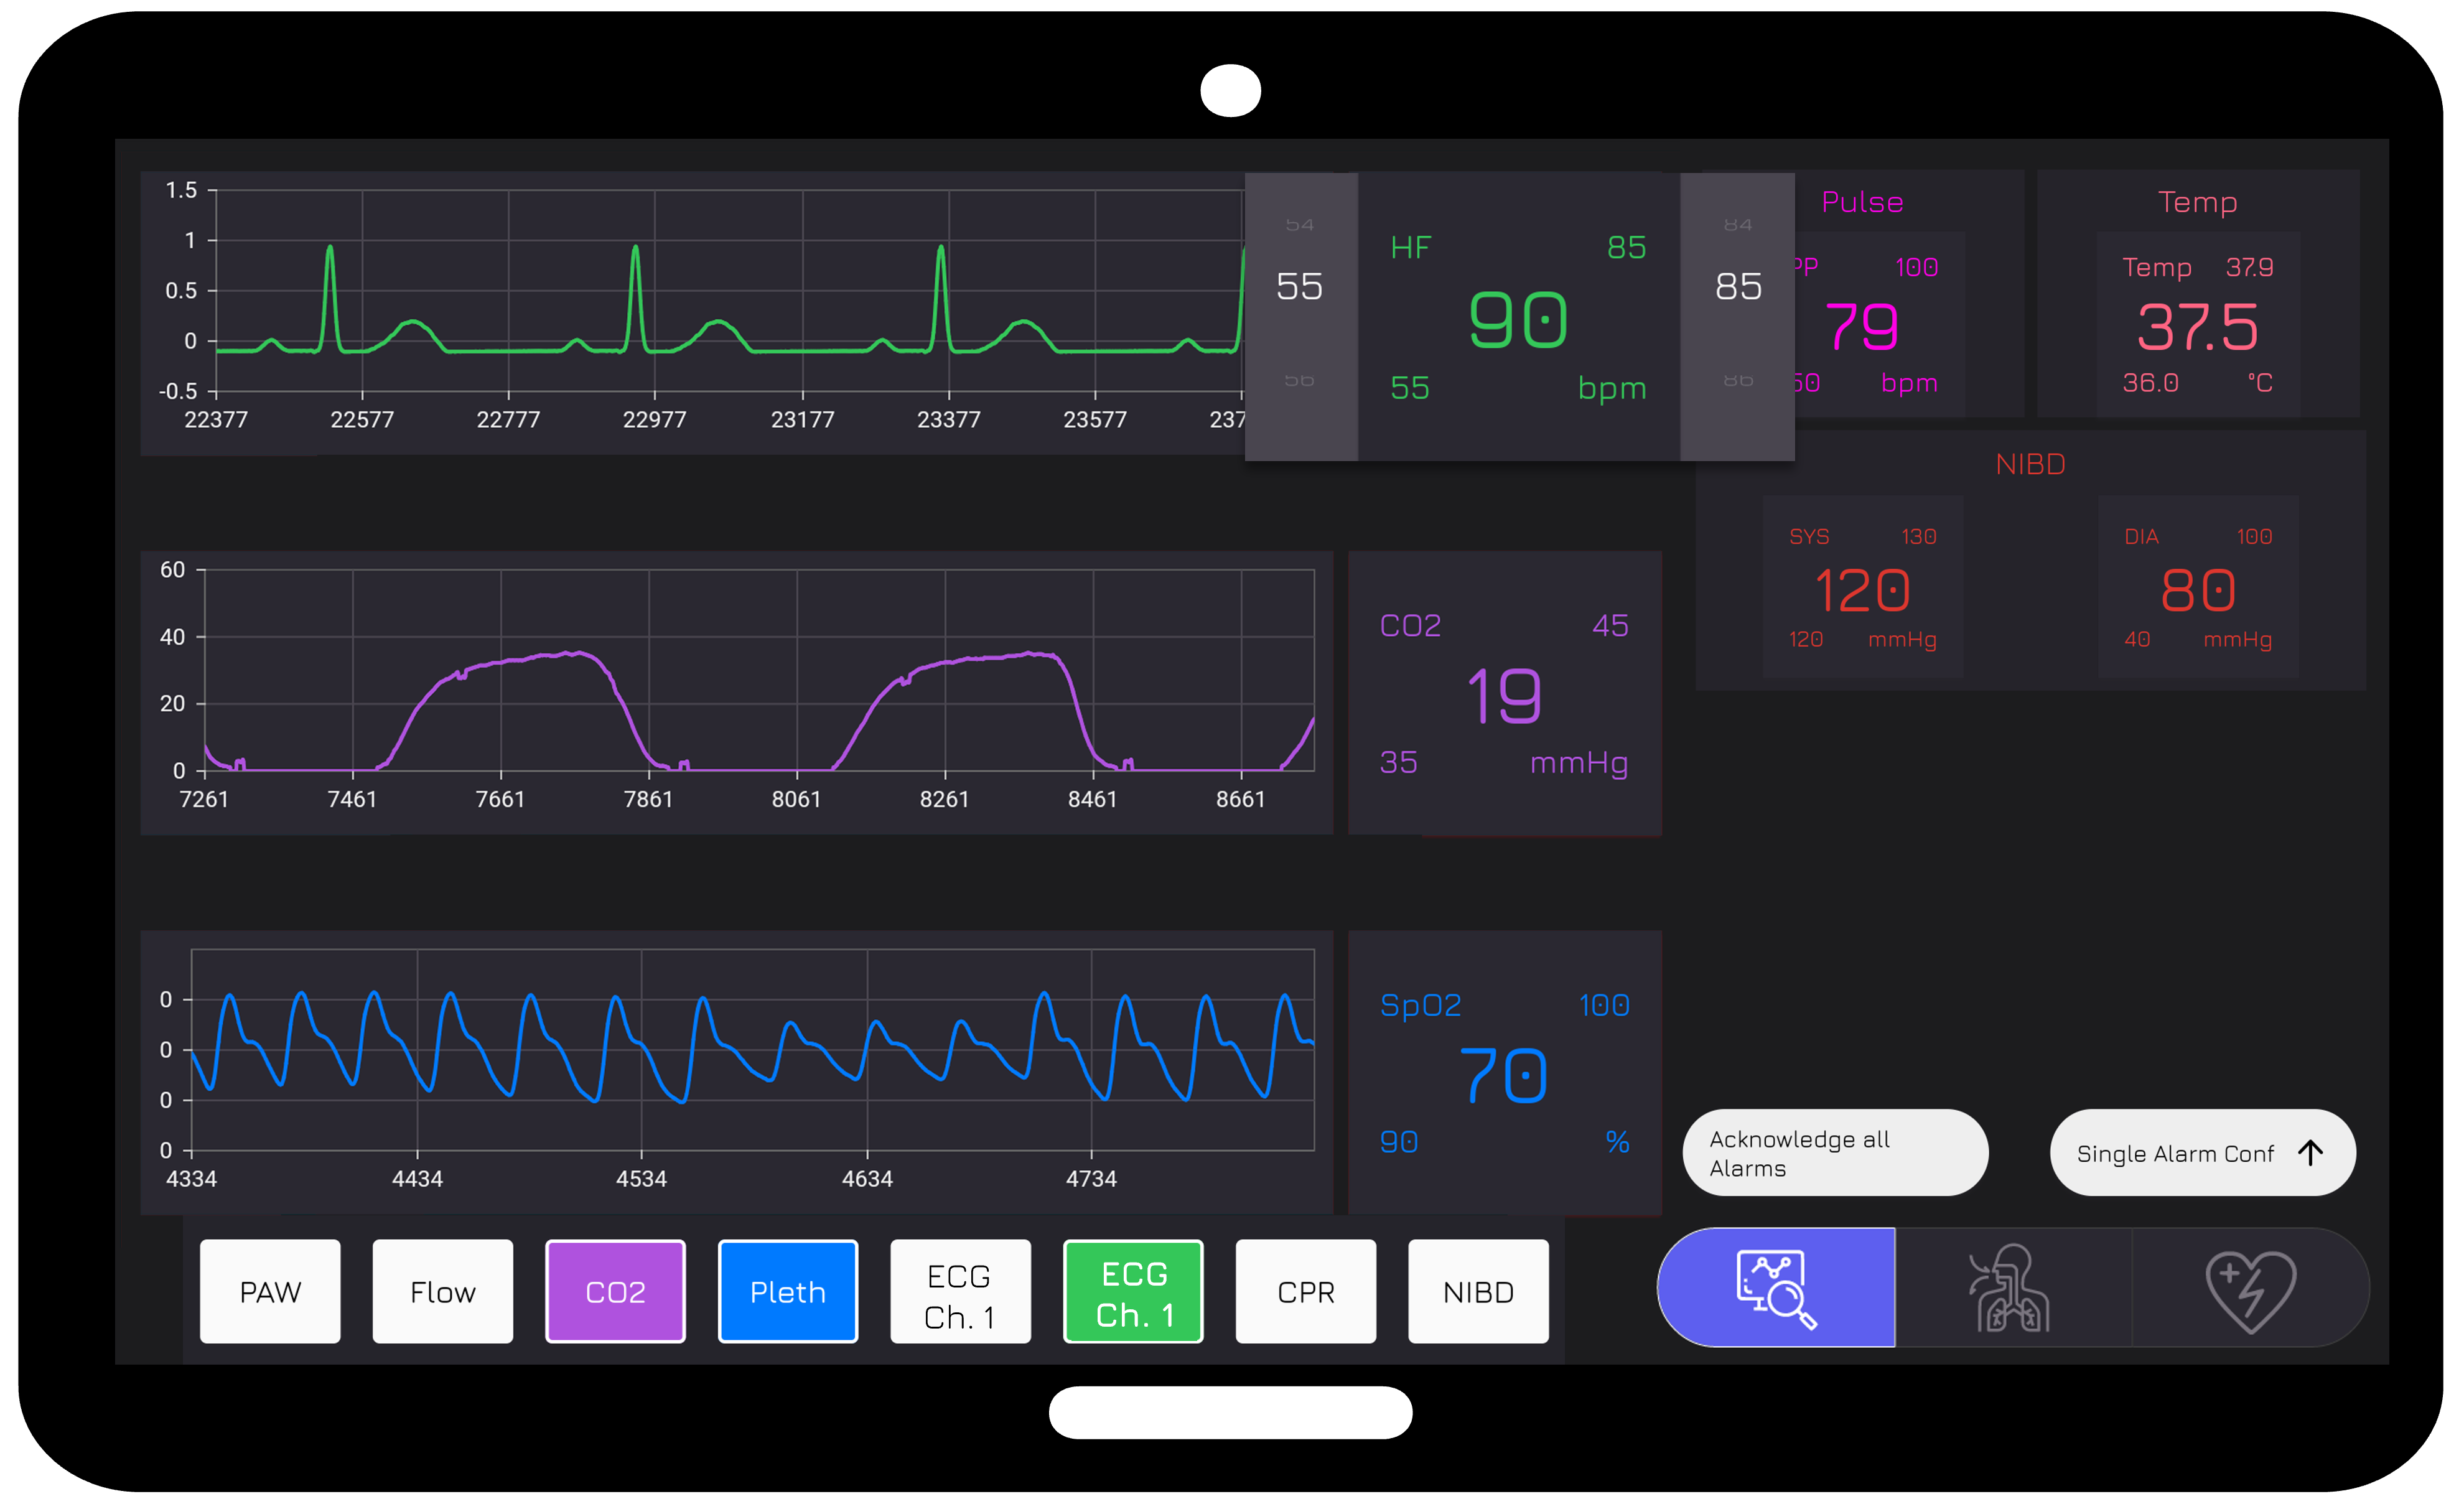 1.5
1
0.5
0
-0.5
22377 22577 22777 22977 23177 23377 23577
54
55
56
HF 85
90
55 bpm
84
85
86
Pulse
100
79
bpm
Temp
Temp 37.9
37.5
36.0 °C
NIBD
SYS 130
120
120 mmHg
DIA 100
80
40 mmHg
60
40
20
0
7261 7461 7661 7861 8061 8261 8461 8661
CO2 45
19
35 mmHg
0
0
0
0
4334 4434 4534 4634 4734
SpO2 100
70
90 %
Acknowledge all
Alarms
Single Alarm Conf
PAW
Flow
CO2
Pleth
ECG
Ch. 1
ECG
Ch. 1
CPR
NIBD